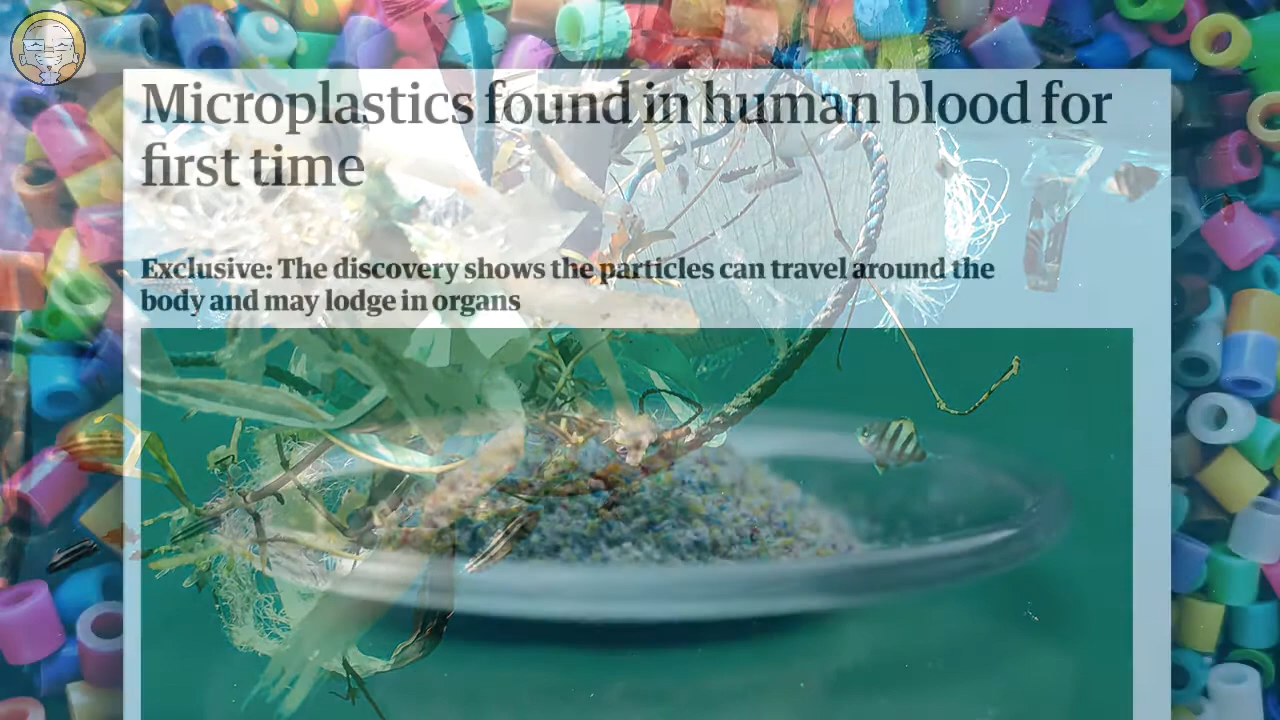 Microplastics found in human blood for
first time
Exclusive: The discovery shows the particles can travel around the
body and may lodge in organs